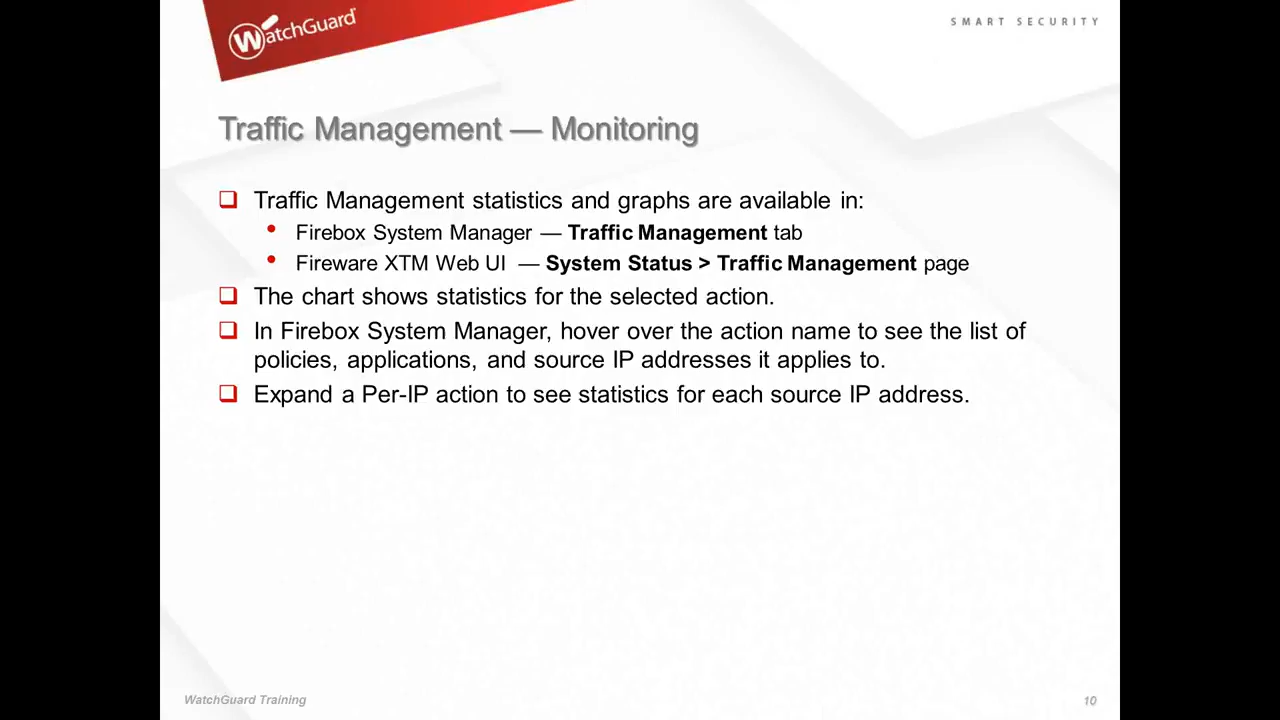 WatchGuard
SMART SECURITY
Traffic Management — Monitoring
Traffic Management statistics and graphs are available in:
Firebox System Manager — Traffic Management tab
Fireware XTM Web UI — System Status > Traffic Management page
The chart shows statistics for the selected action.
In Firebox System Manager, hover over the action name to see the list of
policies, applications, and source IP addresses it applies to.
Expand a Per-IP action to see statistics for each source IP address.
WatchGuard Training
10